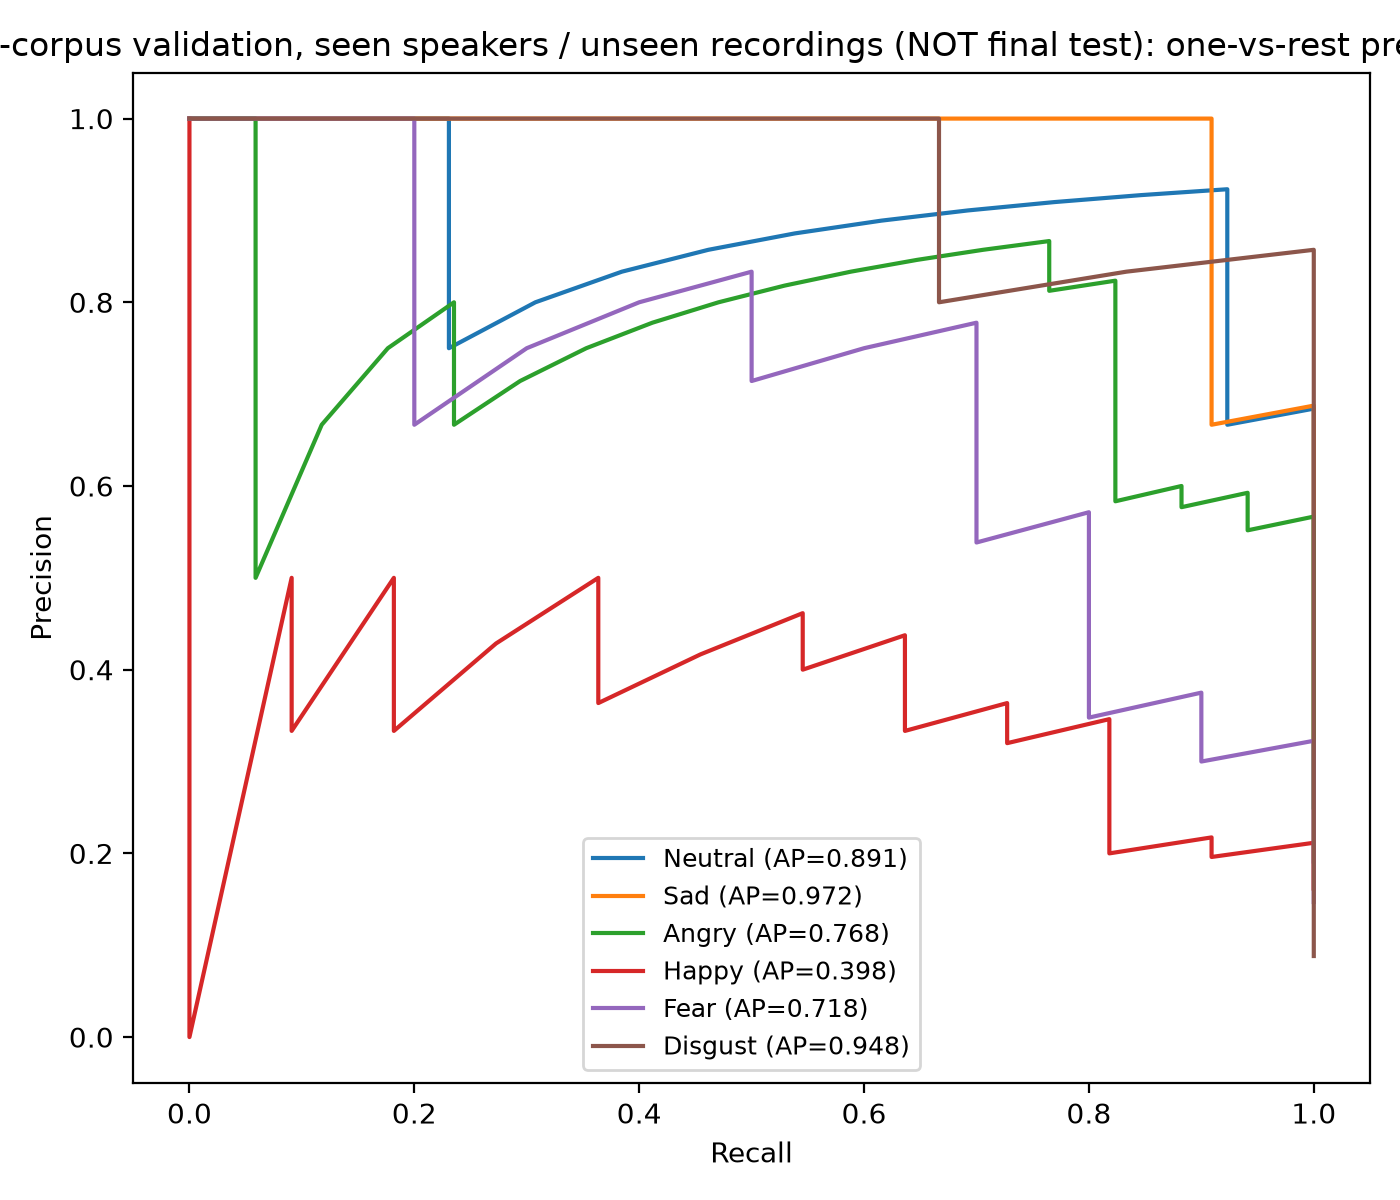 -corpus validation, seen speakers / unseen recordings (NOT final test): one-vs-rest pre
1.0
0.8
0.6
0.4
0.2
0.0
Precision
Neutral (AP=0.891)
Sad (AP=0.972)
Angry (AP=0.768)
Happy (AP=0.398)
Fear (AP=0.718)
Disgust (AP=0.948)
0.0 0.2 0.4 0.6 0.8 1.0
Recall